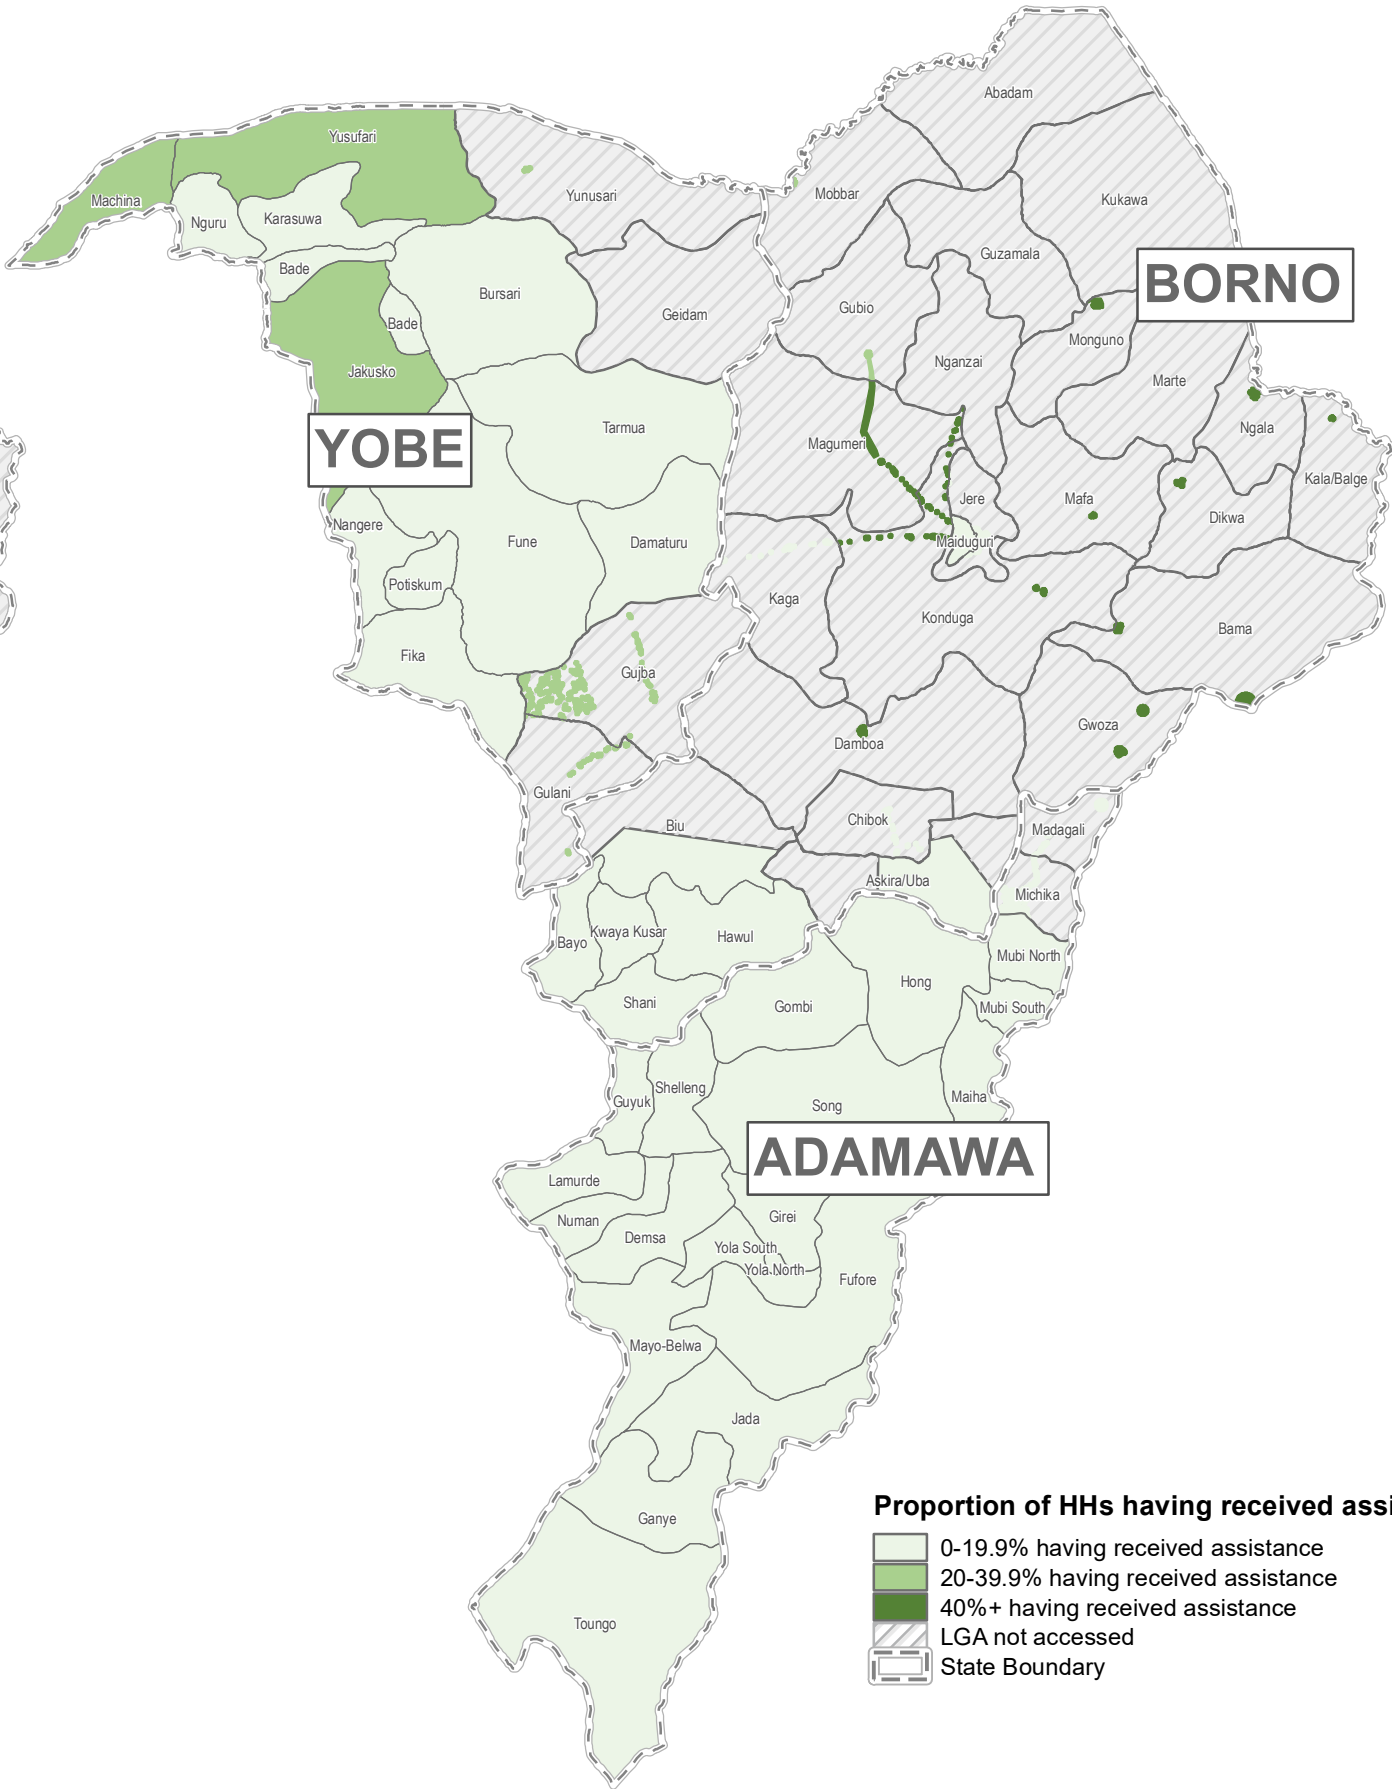 Abadam
Yusufari
Machina
Yunusari
Mobbar
Kukawa
Nguru
Karasuwa
Guzamala
Bade
BORNO
Bursari
Gubio
Geidam
Bade
Monguno
Nganzai
Jakusko
Marte
YOBE
Tarmua
Magumeri
Ngala
Kala/Balge
Jere
Mafa
Dikwa
Nangere
Fune
Damaturu
Maiduguri
Potiskum
Kaga
Konduga
Bama
Fika
Gujba
Gwoza
Damboa
Gulani
Biu
Chibok
Madagali
Askira/Uba
Michika
Bayo
Kwaya Kusar
Hawul
Mubi North
Hong
Shani
Gombi
Mubi South
Shelleng
Guyuk
Song
Maiha
ADAMAWA
Lamurde
Numan
Girei
Demsa
Yola South
Yola North
Fufore
Mayo-Belwa
Jada
Ganye
Toungo
Proportion of HHs having received assi
0-19.9% having received assistance
20-39.9% having received assistance
40%+ having received assistance
LGA not accessed
State Boundary